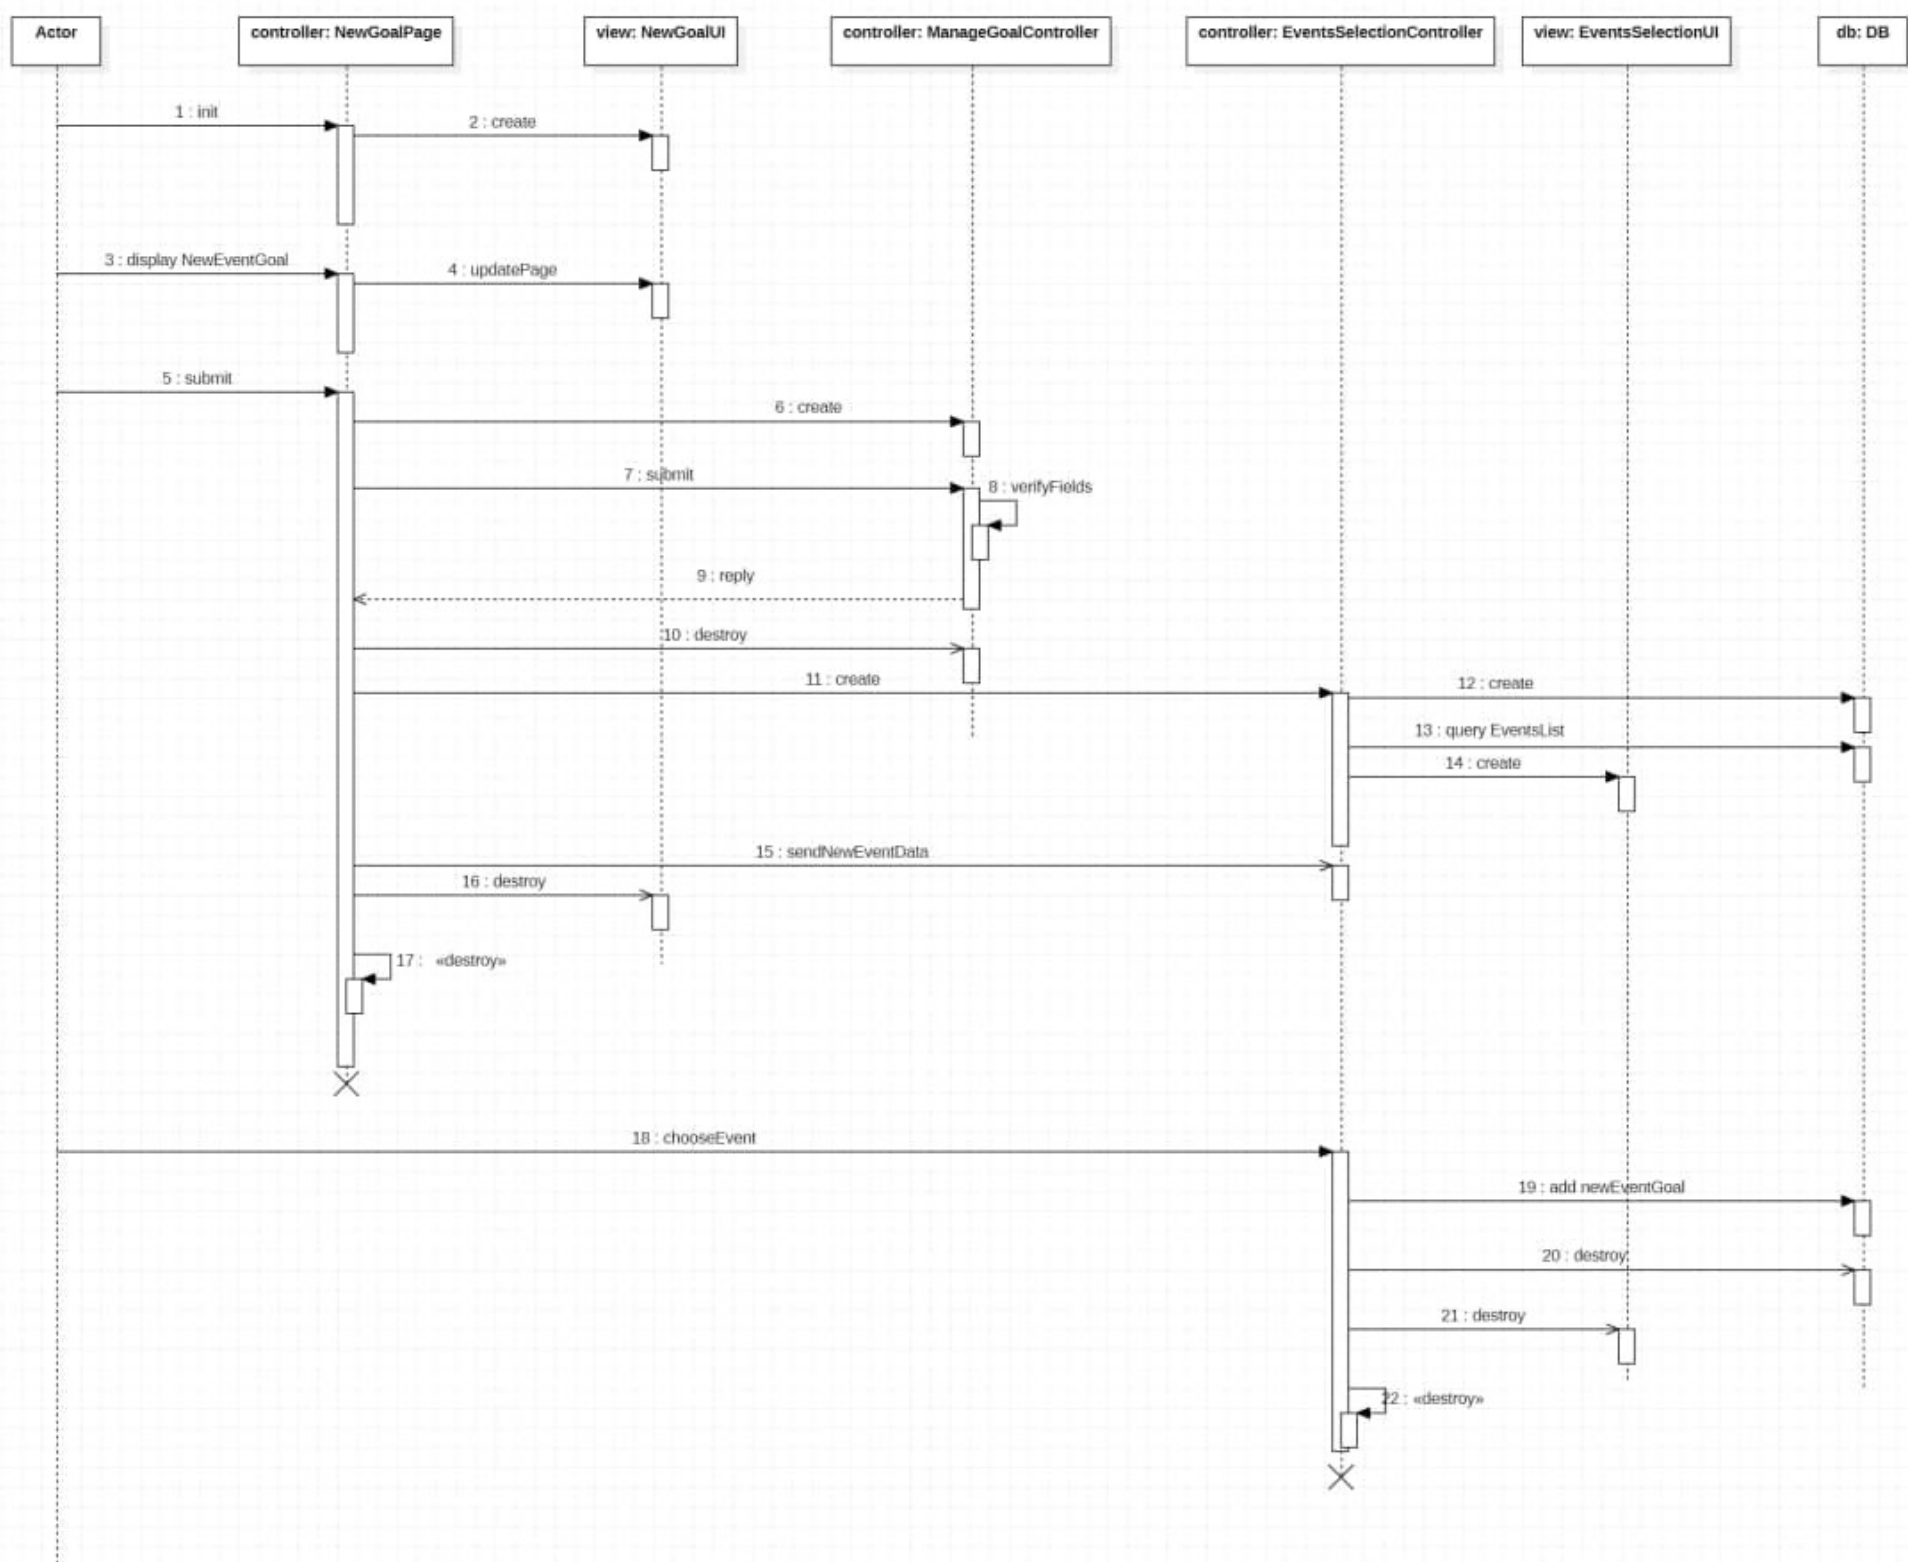 Actor
controller: NewGoalPage
view: NewGoalUI
controller: ManageGoalController
controller: EventsSelectionController
view: EventsSelectionUI
db: DB
1 : init
2 : create
3 : display NewEventGoal
4 : updatePage
5 : submit
6 : create
7 : submit
8 : verifyFields
9 : reply
10 : destroy
11 : create
12 : create
13 : query EventsList
14 : create
15 : sendNewEventData
16 : destroy
17 : «destroy»
18 : chooseEvent
19 : add newEventGoal
20 : destroy
21 : destroy
22 : «destroy»